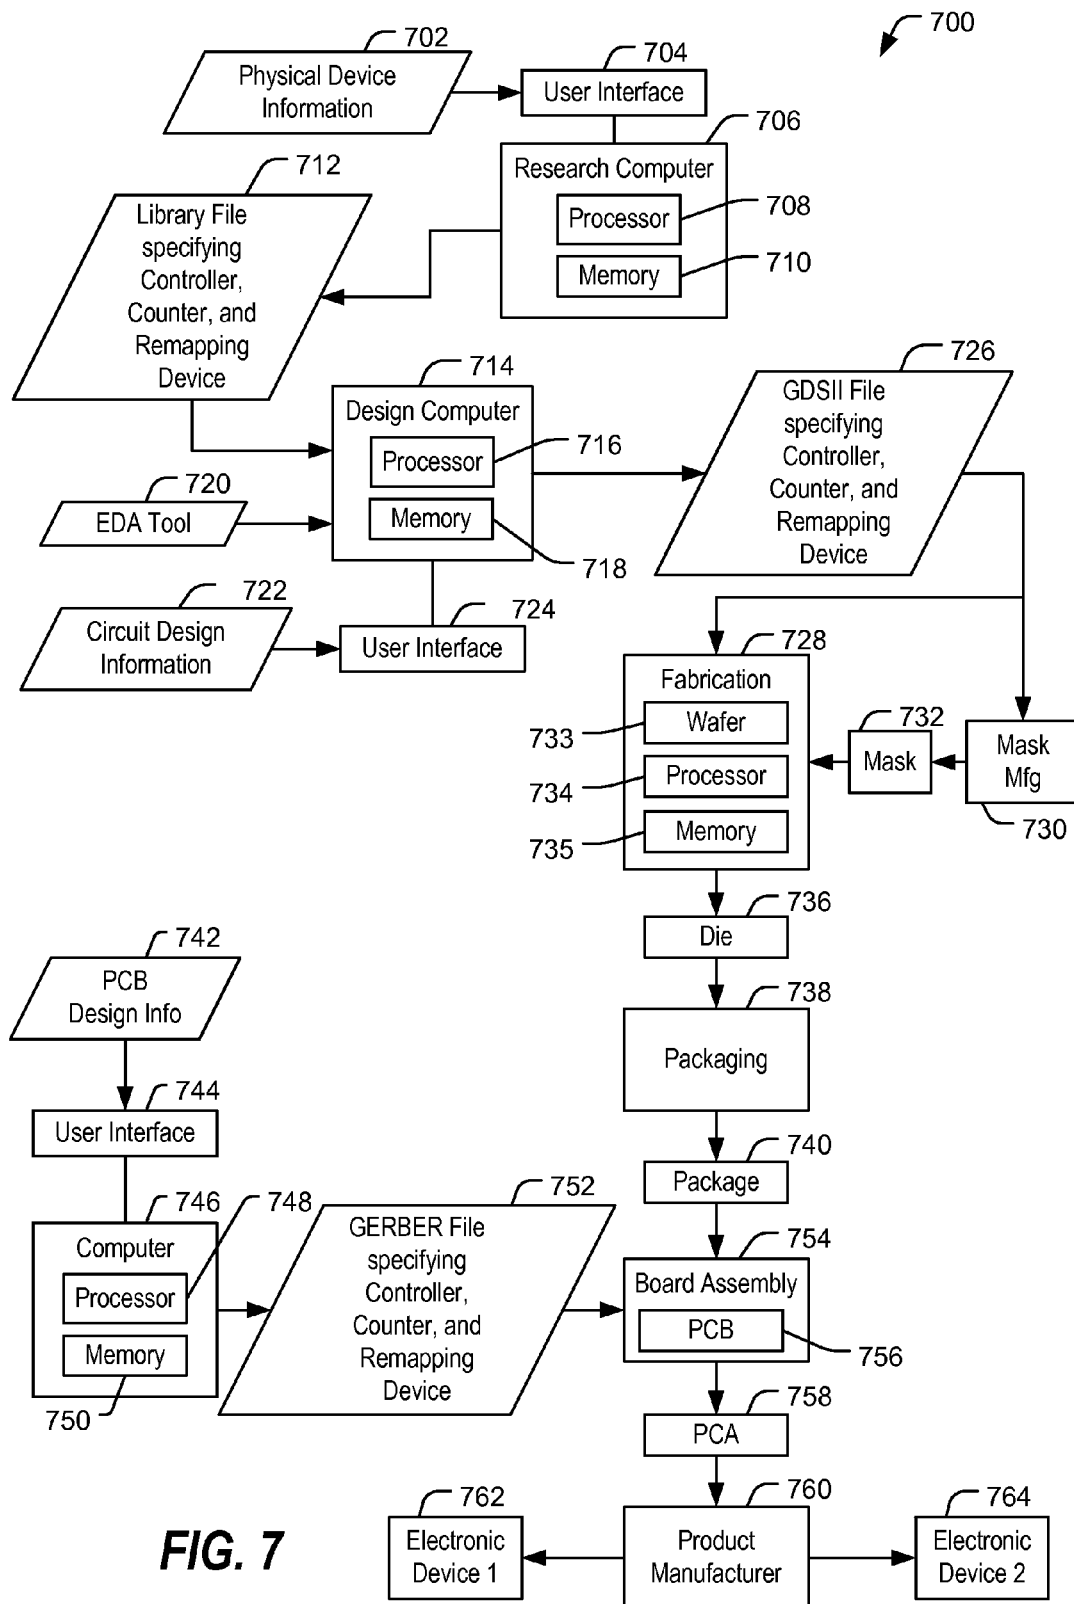 700
702
Physical Device
Information
704
User Interface
706
Research Computer
Processor
708
Memory
710
712
Library File
specifying
Controller,
Counter, and
Remapping
Device
714
Design Computer
Processor
716
Memory
718
720
EDA Tool
722
Circuit Design
Information
724
User Interface
726
GDSII File
specifying
Controller,
Counter, and
Remapping
Device
728
Fabrication
733
Wafer
734
Processor
735
Memory
732
Mask
Mask
Mfg
730
736
Die
738
Packaging
740
Package
742
PCB
Design Info
744
User Interface
746
Computer
748
Processor
Memory
750
752
GERBER File
specifying
Controller,
Counter, and
Remapping
Device
754
Board Assembly
PCB
756
758
PCA
760
Product
Manufacturer
762
Electronic
Device 1
764
Electronic
Device 2
FIG. 7